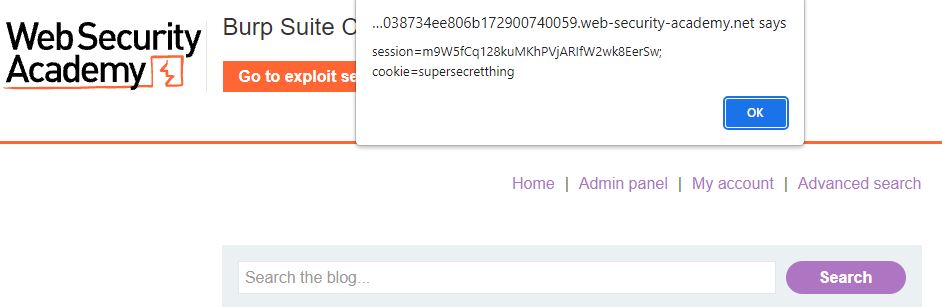 Web Security
Academy
Burp Suite C
Go to exploit se
...038734ee806b172900740059.web-security-academy.net says
session=m9W5fCq128kuMKhPVjARIfW2wk8EerSw;
cookie=supersecretthing
OK
Home | Admin panel | My account | Advanced search
Search the blog...
Search